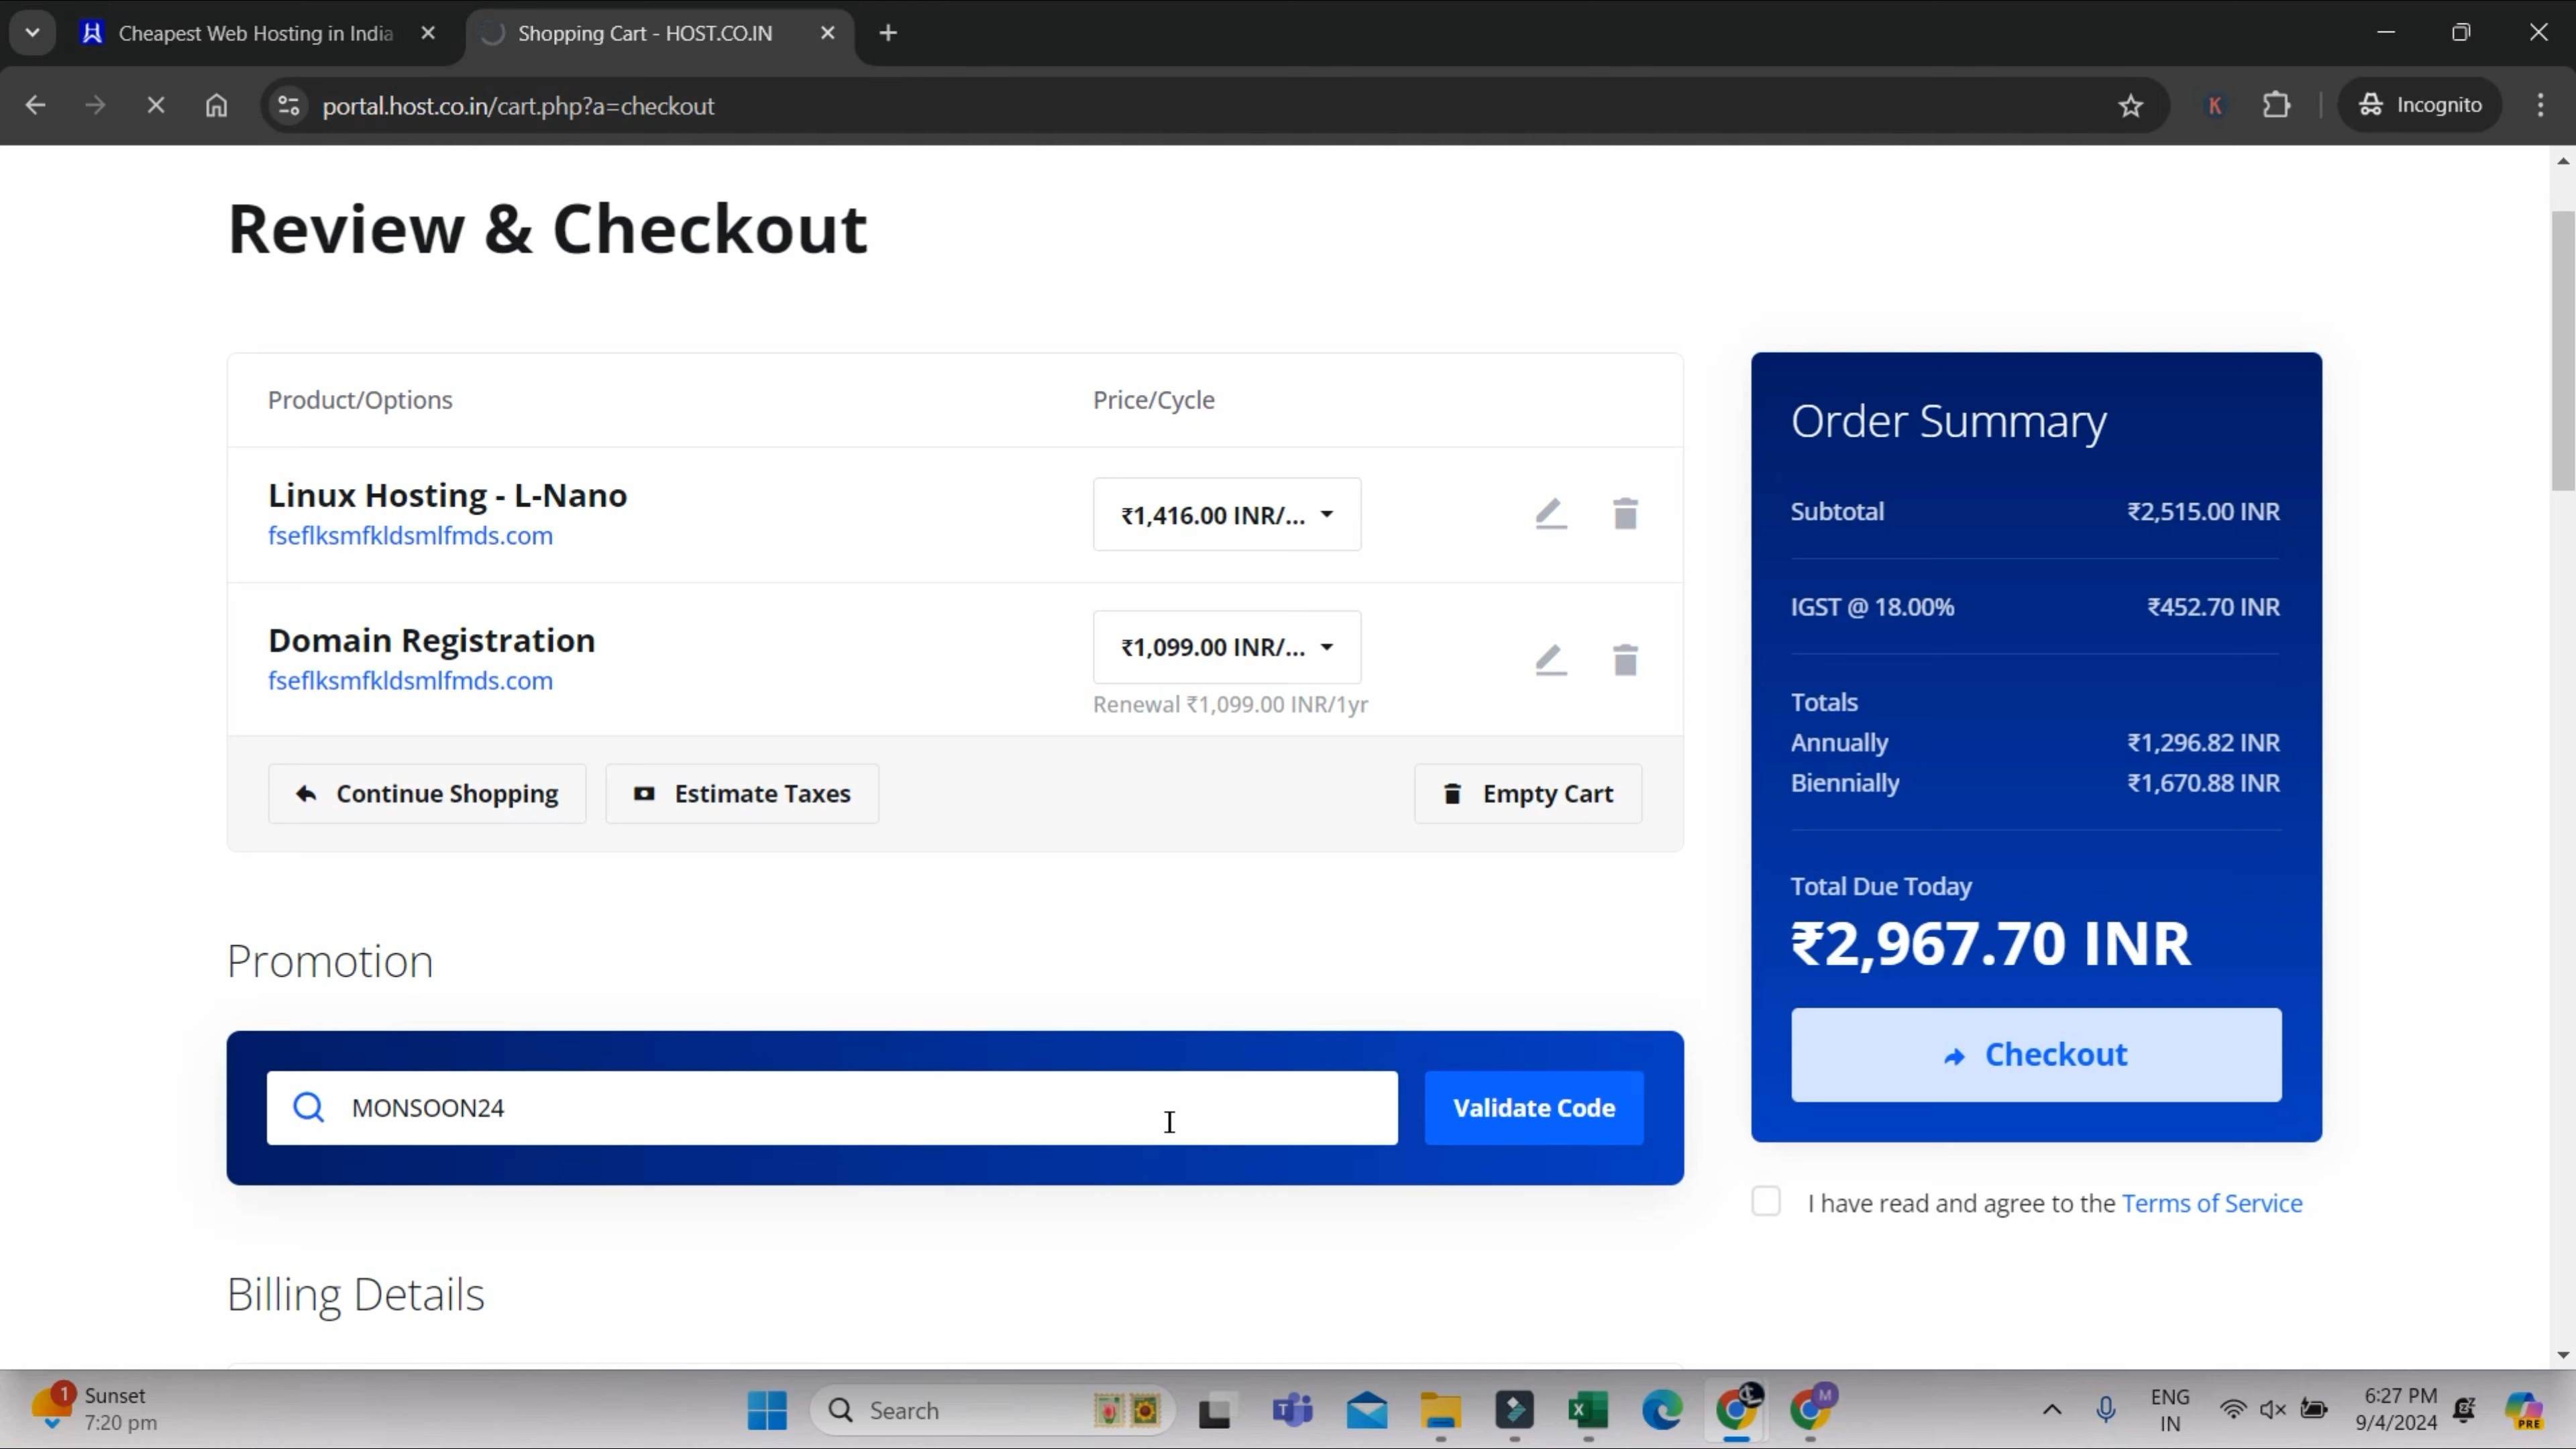 Cheapest Web Hosting in India
Shopping Cart - HOST.CO.IN
portal.host.co.in/cart.php?a=checkout
K
Incognito
Review & Checkout
Product/Options
Price/Cycle
Linux Hosting - L-Nano
fseflksmfkldsmlfmds.com
₹1,416.00 INR/...
Domain Registration
fseflksmfkldsmlfmds.com
₹1,099.00 INR/...
Renewal ₹1,099.00 INR/1yr
Continue Shopping
Estimate Taxes
Empty Cart
Order Summary
Subtotal ₹2,515.00 INR
IGST @ 18.00% ₹452.70 INR
Totals
Annually ₹1,296.82 INR
Biennially ₹1,670.88 INR
Total Due Today
₹2,967.70 INR
Checkout
I have read and agree to the Terms of Service
Promotion
MONSOON24
Validate Code
Billing Details
1
Sunset
7:20 pm
Search
M
ENG
IN
6:27 PM
9/4/2024
PRE